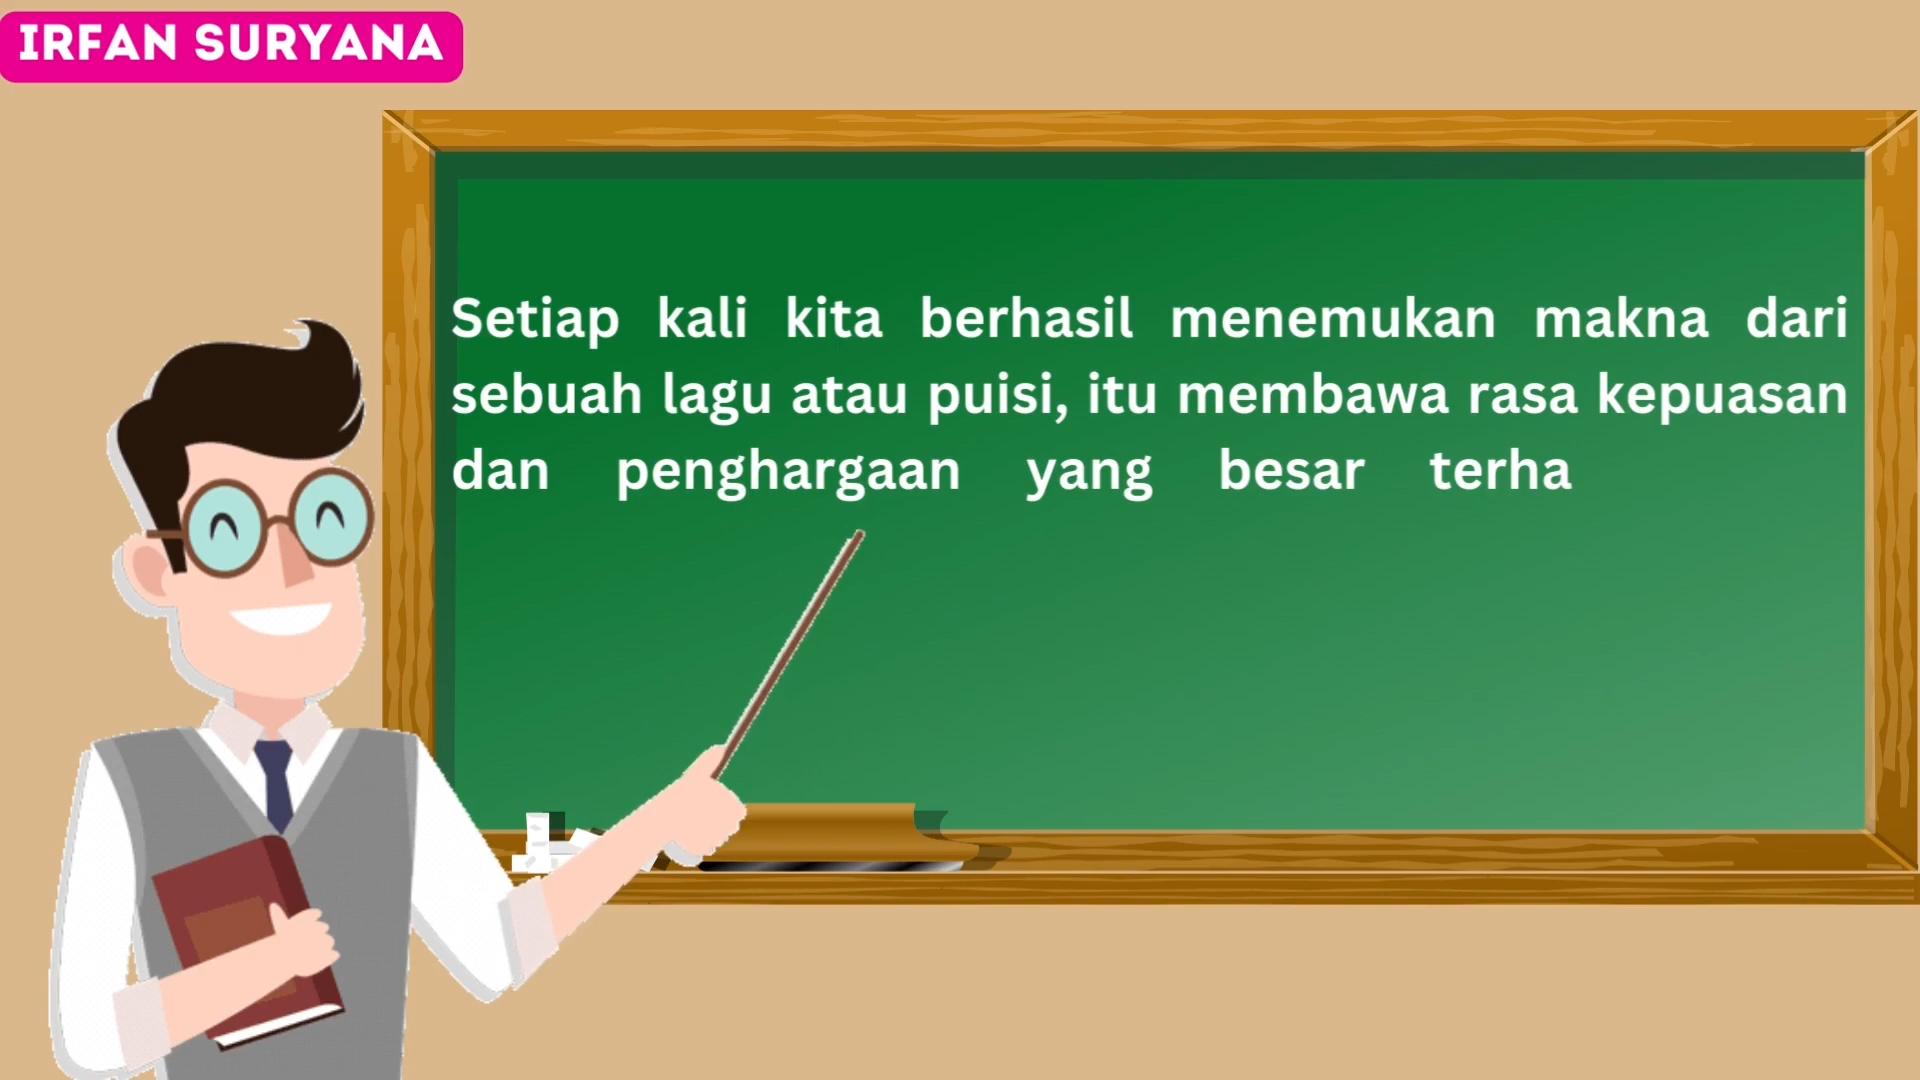 IRFAN SURYANA
Setiap kali kita berhasil menemukan makna dari
sebuah lagu atau puisi, itu membawa rasa kepuasan
dan penghargaan yang besar terha